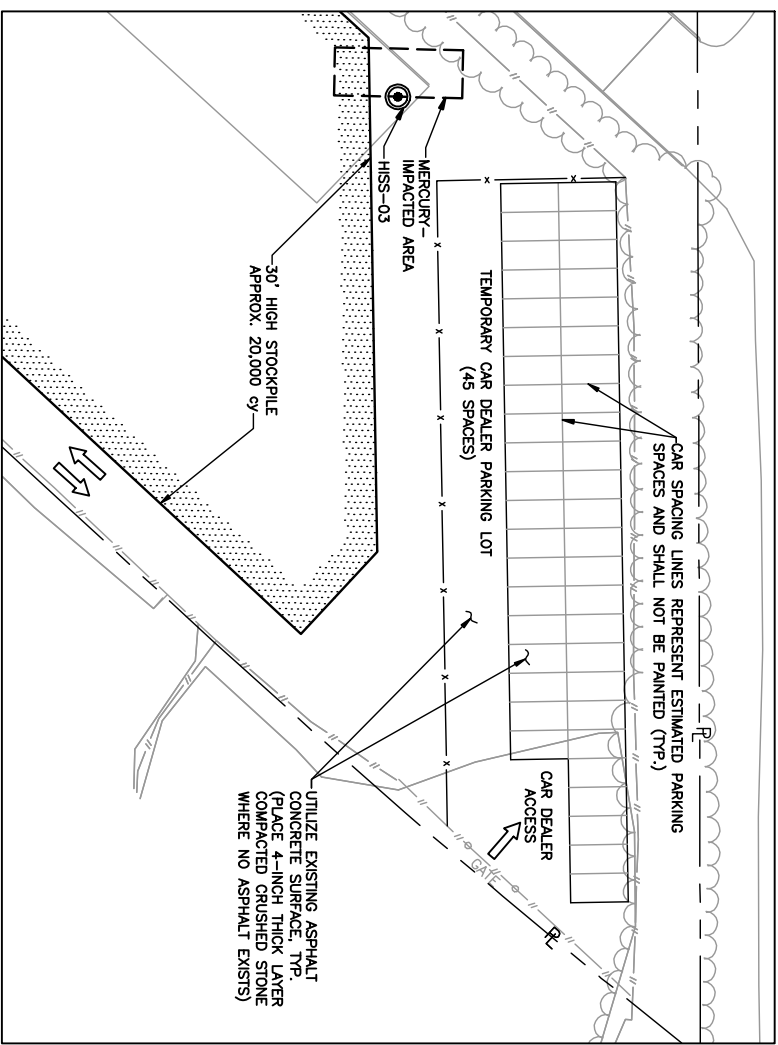 CAR SPACING LINES REPRESENT ESTIMATED PARKING
SPACES AND SHALL NOT BE PAINTED (TYP.)
PL
MERCURY-
IMPACTED AREA
HISS-03
TEMPORARY CAR DEALER PARKING LOT
(45 SPACES)
CAR DEALER
ACCESS
GATE
PL
30' HIGH STOCKPILE
APPROX. 20,000 cy
UTILIZE EXISTING ASPHALT
CONCRETE SURFACE, TYP.
(PLACE 4-INCH THICK LAYER
COMPACTED CRUSHED STONE
WHERE NO ASPHALT EXISTS)